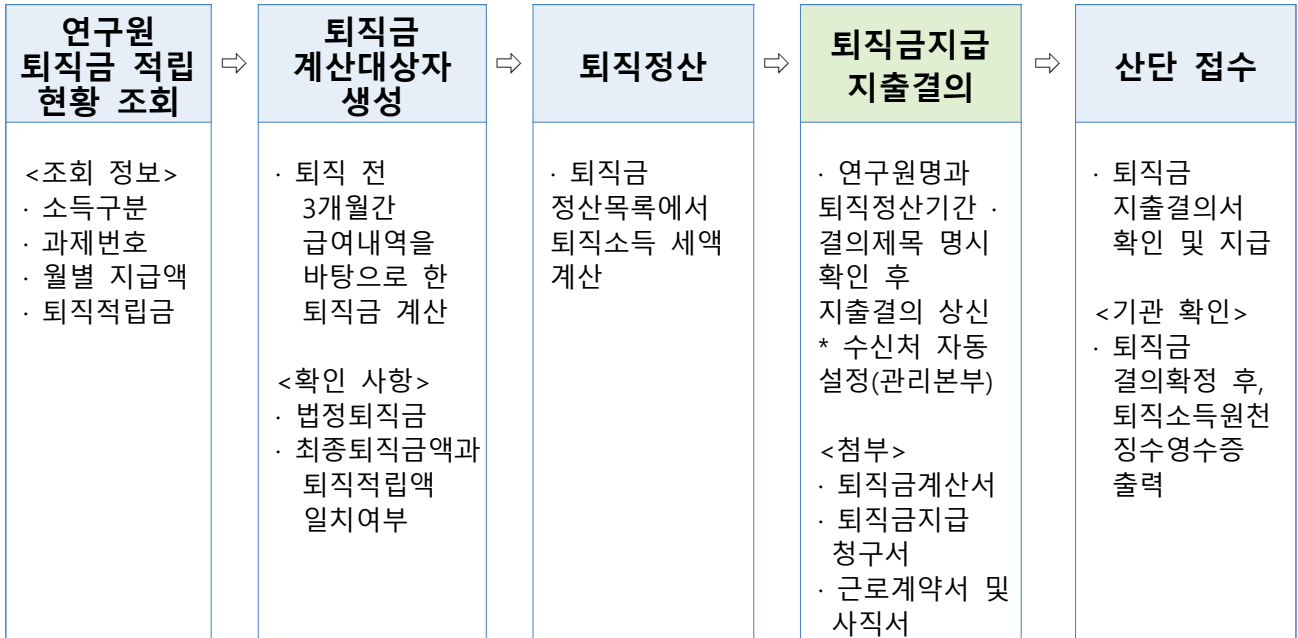 연구원
퇴직금 적립
현황 조회
⇨
퇴직금
계산대상자
생성
⇨
퇴직정산
⇨
퇴직금지급
지출결의
⇨
산단 접수
<조회 정보>
· 소득구분
· 과제번호
· 월별 지급액
· 퇴직적립금
· 퇴직 전
3개월간
급여내역을
바탕으로 한
퇴직금 계산
<확인 사항>
· 법정퇴직금
· 최종퇴직금액과
퇴직적립액
일치여부
· 퇴직금
정산목록에서
퇴직소득 세액
계산
· 연구원명과
퇴직정산기간 ·
결의제목 명시
확인 후
지출결의 상신
* 수신처 자동
설정(관리본부)
<첨부>
· 퇴직금계산서
· 퇴직금지급
청구서
· 근로계약서 및
사직서
· 퇴직금
지출결의서
확인 및 지급
<기관 확인>
· 퇴직금
결의확정 후,
퇴직소득원천
징수영수증
출력